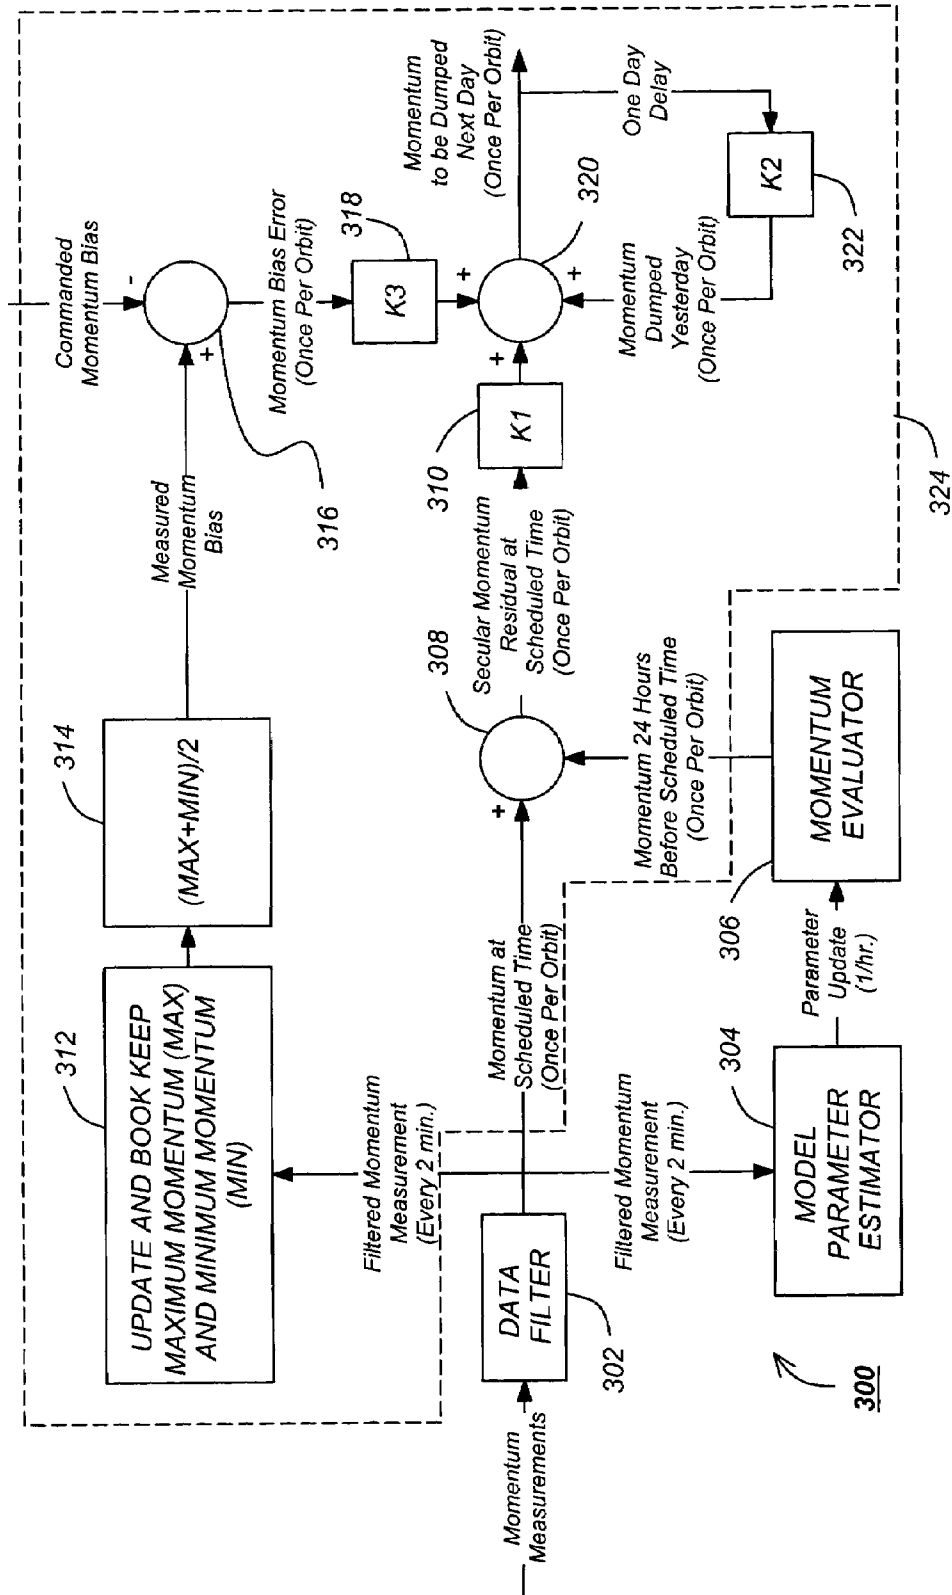 Commanded
Momentum Bias
-
+
316
Measured
Momentum
Bias
314
(MAX+MIN)/2
312
UPDATE AND BOOK KEEP
MAXIMUM MOMENTUM (MAX)
AND MINIMUM MOMENTUM
(MIN)
Momentum Bias Error
(Once Per Orbit)
318
K3
+
Momentum
to be Dumped
Next Day
(Once Per Orbit)
320
+
+
One Day
Delay
K2
322
Momentum
Dumped
Yesterday
(Once Per Orbit)
310
K1
Secular Momentum
Residual at
Scheduled Time
(Once Per Orbit)
308
+
Momentum 24 Hours
Before Scheduled Time
(Once Per Orbit)
Momentum at
Scheduled Time
(Once Per Orbit)
Filtered Momentum
Measurement
(Every 2 min.)
Filtered Momentum
Measurement
(Every 2 min.)
DATA
FILTER
302
Momentum
Measurements
304
MODEL
PARAMETER
ESTIMATOR
Parameter
Update
(1/hr.)
306
MOMENTUM
EVALUATOR
324
300